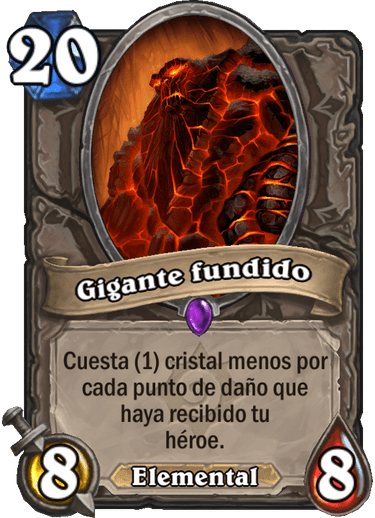 20
Gigante fundido
Cuesta (1) cristal menos por
cada punto de daño que
haya recibido tu
héroe.
8
Elemental
8